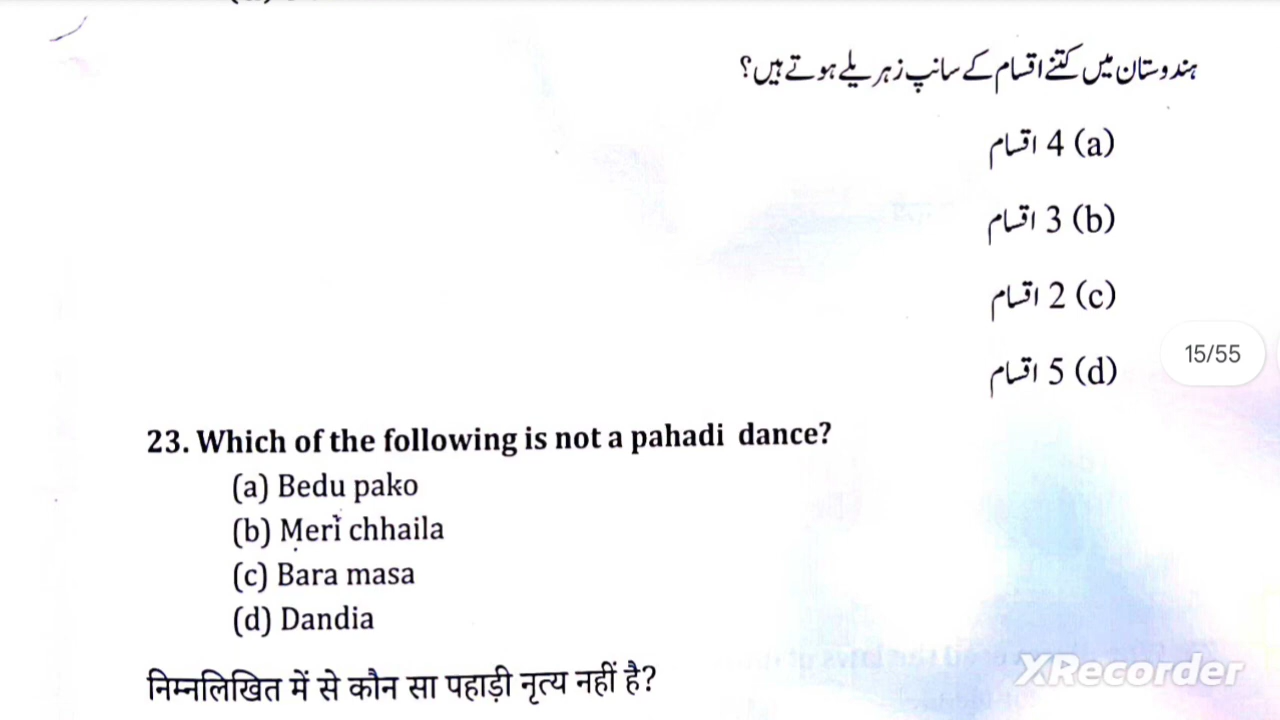 ہندوستان میں کتنے اقسام کے سانپ زہریلے ہوتے ہیں؟
(a) 4 اقسام
(b) 3 اقسام
(c) 2 اقسام
(d) 5 اقسام
15/55
23. Which of the following is not a pahadi dance?
(a) Bedu pako
(b) Meri chhaila
(c) Bara masa
(d) Dandia
निम्नलिखित में से कौन सा पहाड़ी नृत्य नहीं है?
XRecorder